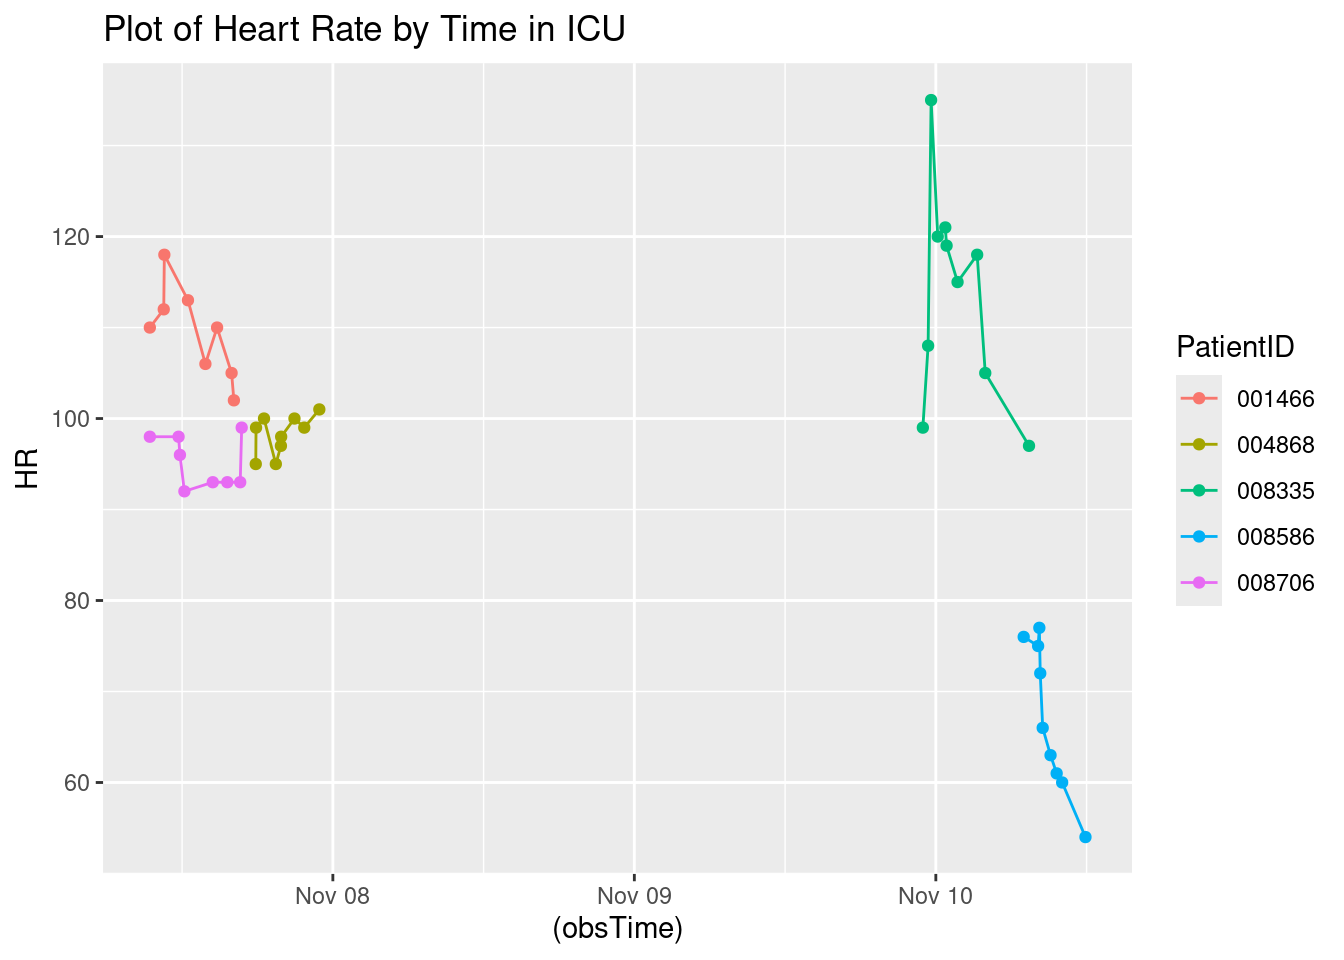 Plot of Heart Rate by Time in ICU
HR
120
100
80
60
Nov 08
Nov 09
Nov 10
(obsTime)
PatientID
001466
004868
008335
008586
008706